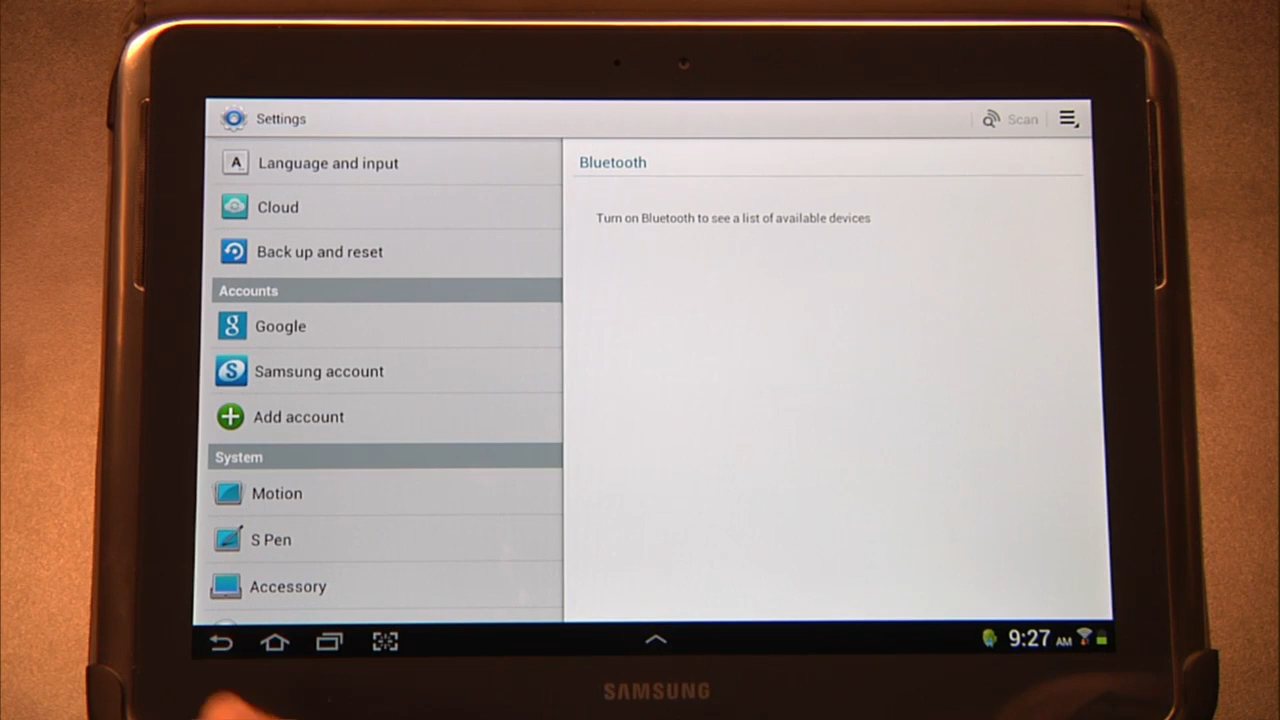 Settings
Scan
A
Language and input
Cloud
Back up and reset
Accounts
g
Google
S
Samsung account
Add account
System
Motion
S Pen
Accessory
Bluetooth
Turn on Bluetooth to see a list of available devices
9:27 AM
SAMSUNG